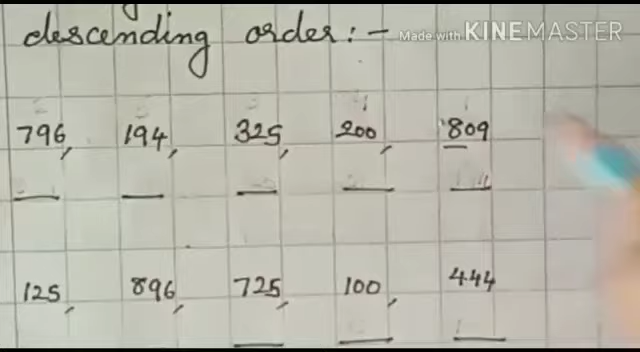 descending order:-
Made with KINEMASTER
796, 194, 325, 200, 809
125, 896, 725, 100, 444